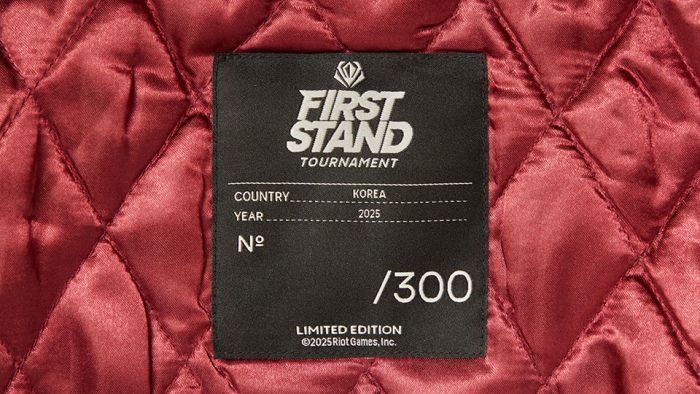 FIRST
STAND
TOURNAMENT
COUNTRY KOREA
YEAR 2025
Nº
/300
LIMITED EDITION
©2025 Riot Games, Inc.